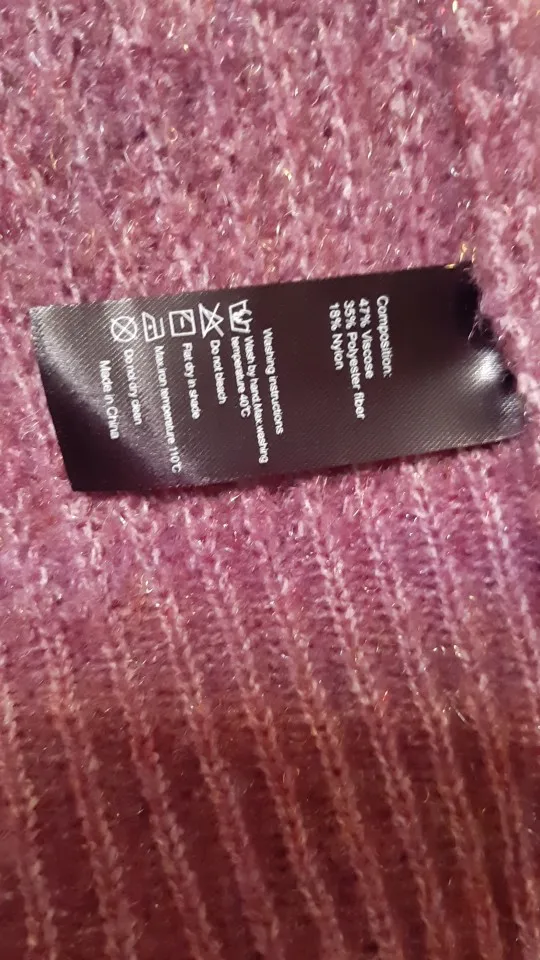 Composition:
47% Viscose
35% Polyester fiber
18% Nylon
Washing instructions
Wash by hand.Max.washing
temperature 40℃
Do not bleach
Flat dry in shade
Max.iron temperature 110℃
Do not dry clean
Made in China